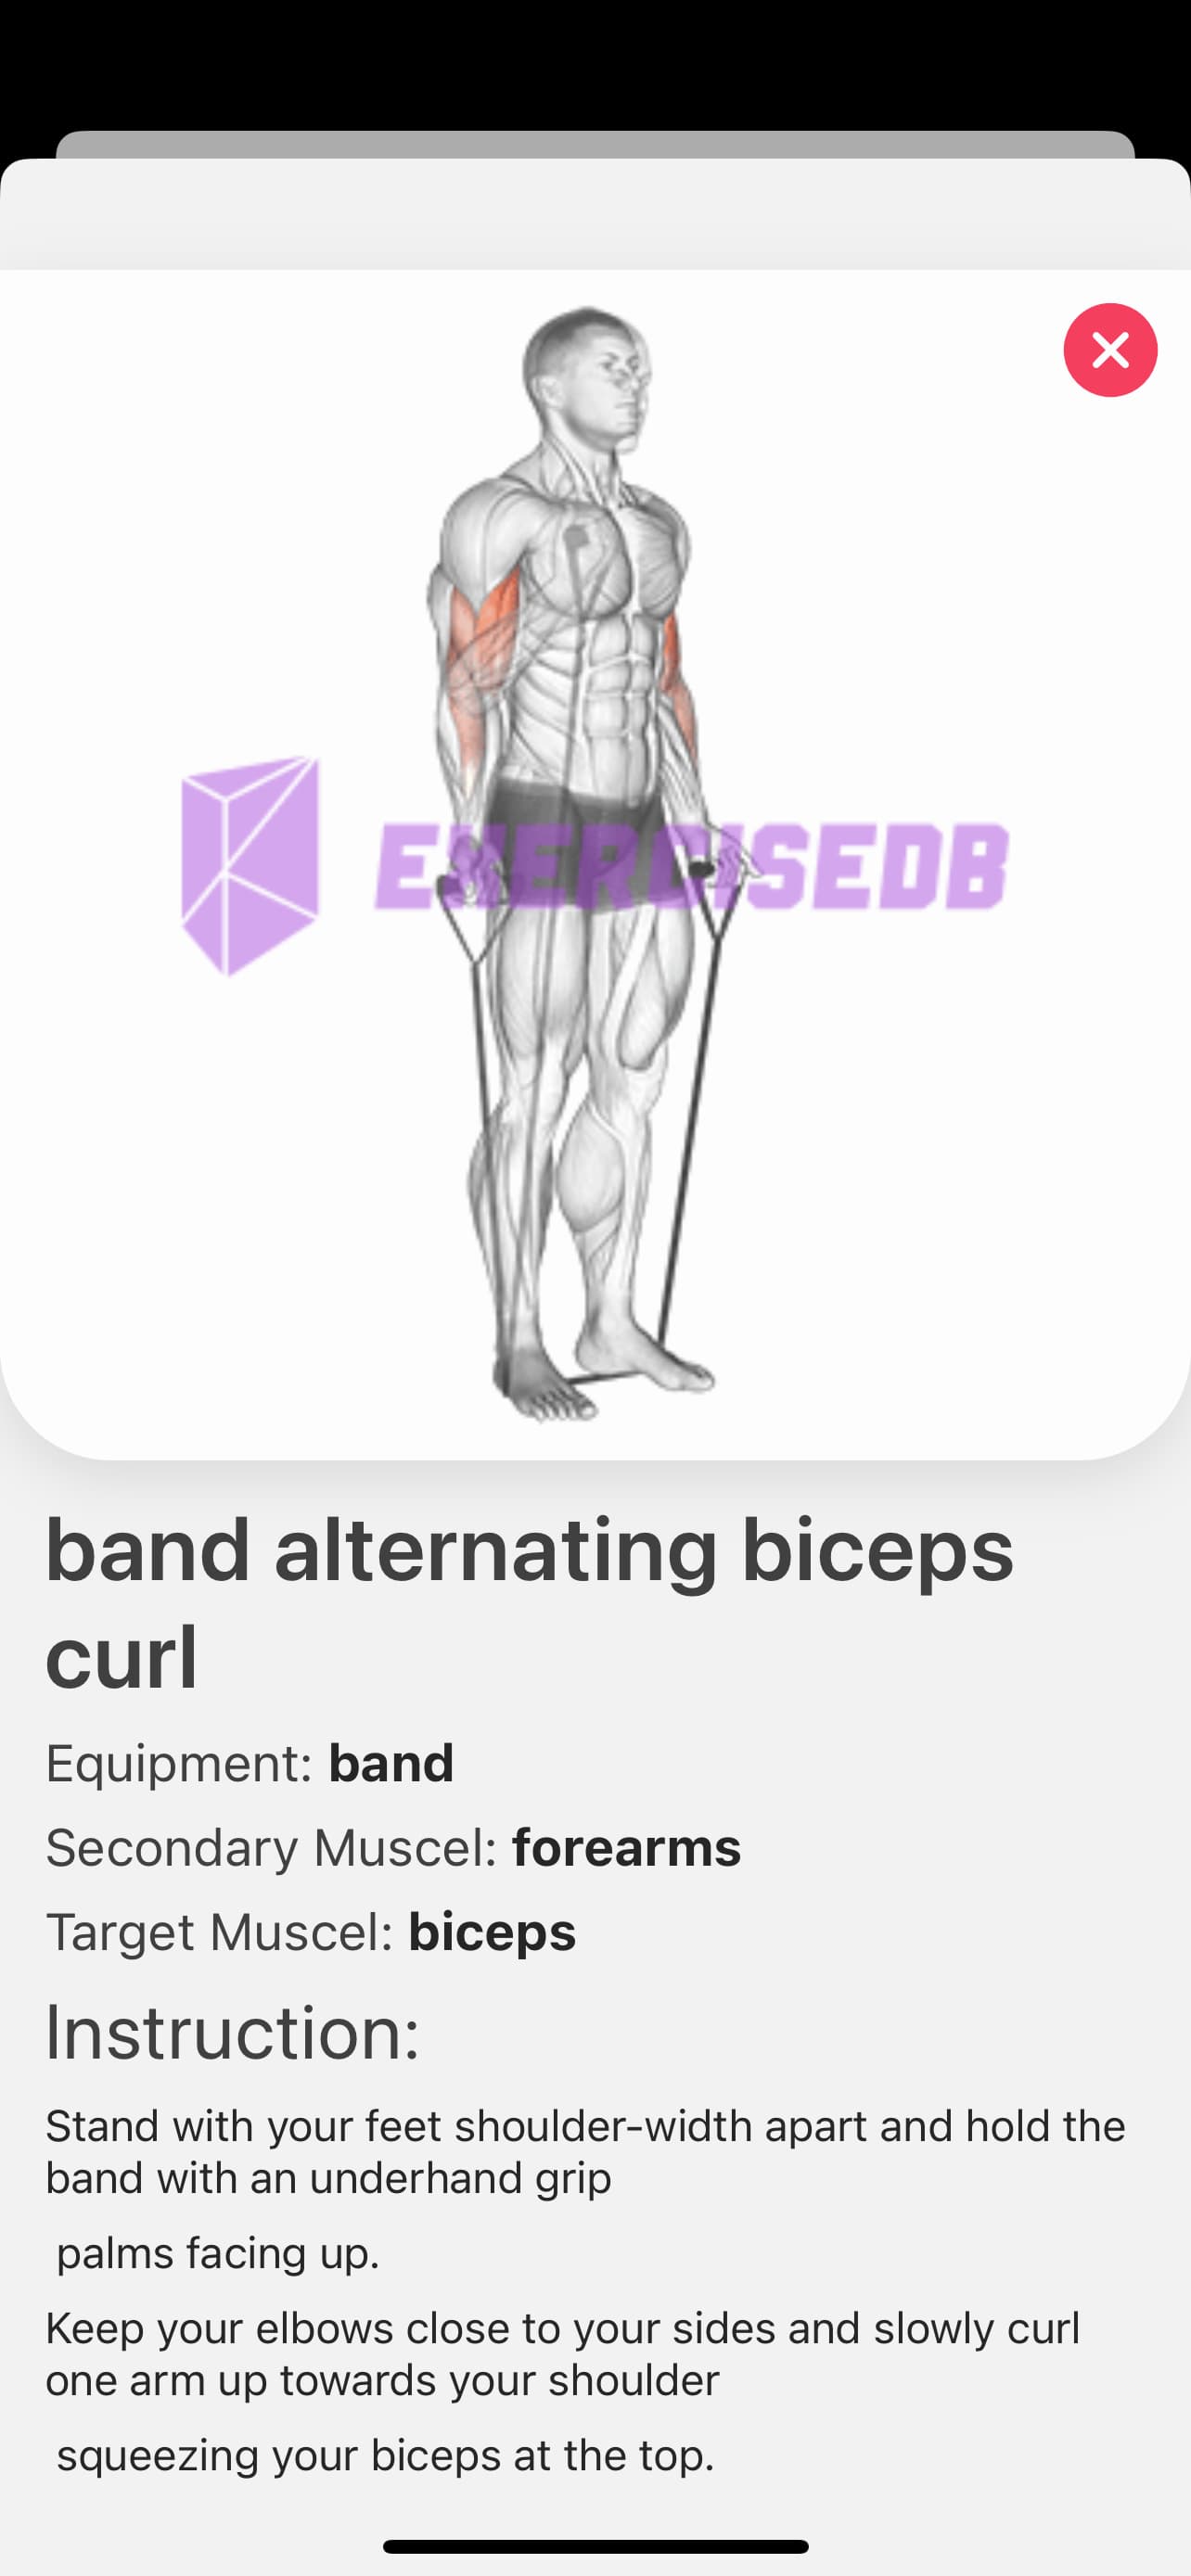 EXERCISEDB
band alternating biceps
curl
Equipment: band
Secondary Muscel: forearms
Target Muscel: biceps
Instruction:
Stand with your feet shoulder-width apart and hold the
band with an underhand grip
palms facing up.
Keep your elbows close to your sides and slowly curl
one arm up towards your shoulder
squeezing your biceps at the top.